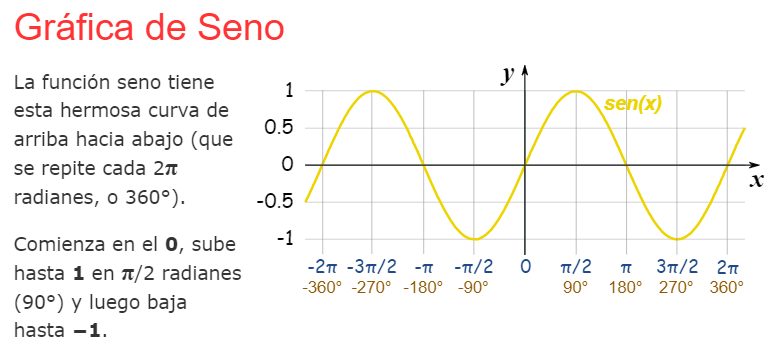 Gráfica de Seno
La función seno tiene
esta hermosa curva de
arriba hacia abajo (que
se repite cada 2π
radianes, o 360°).
Comienza en el 0, sube
hasta 1 en π/2 radianes
(90°) y luego baja
hasta −1.
y
1
sen(x)
0.5
0
x
-0.5
-1
-2π -3π/2 -π -π/2 0 π/2 π 3π/2 2π
-360° -270° -180° -90° 90° 180° 270° 360°